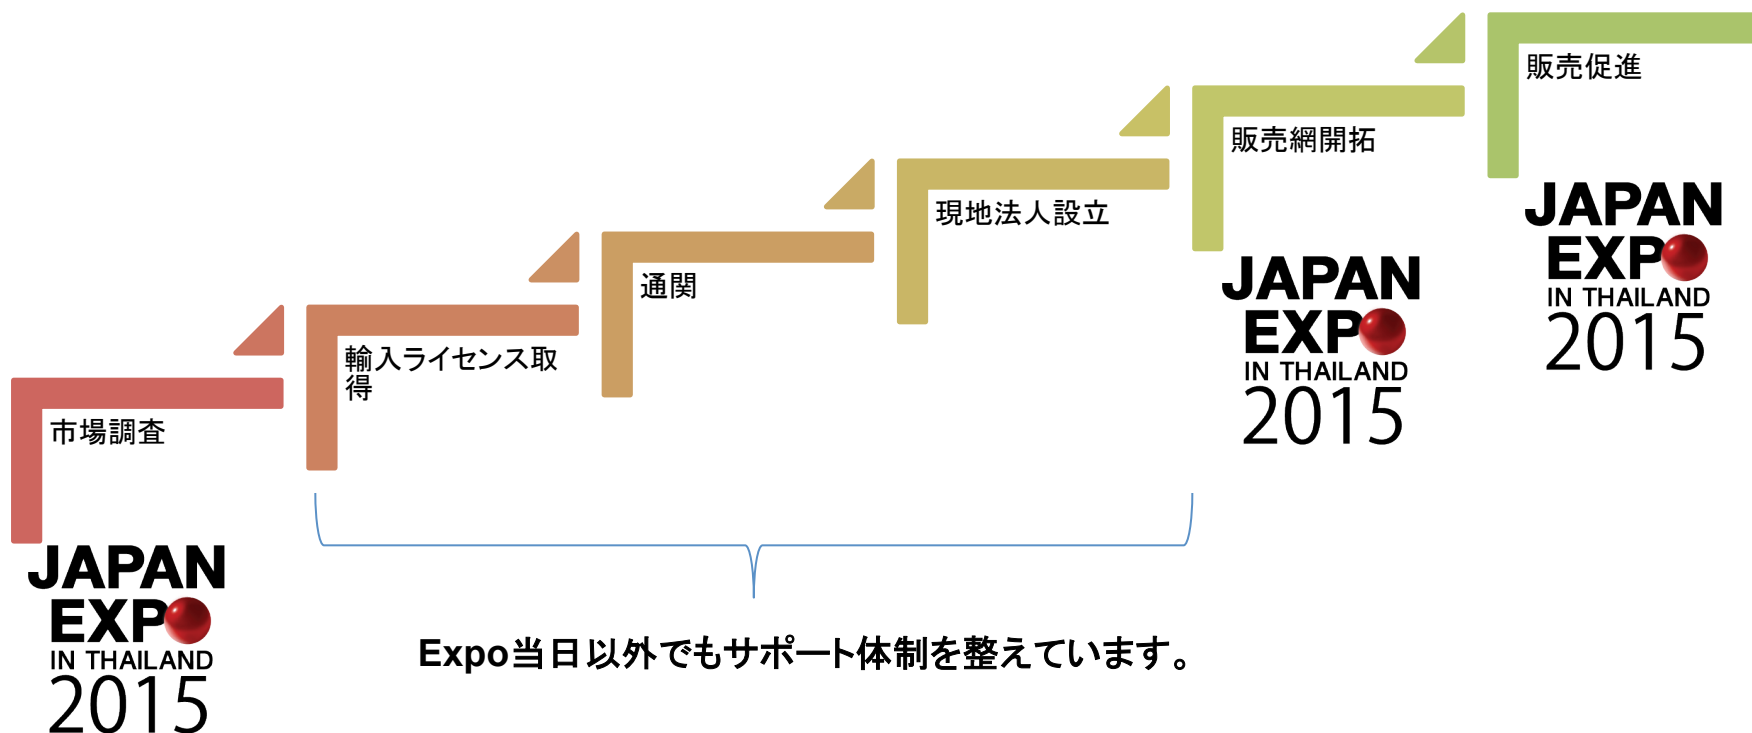 市場調査
JAPAN
EXPO
IN THAILAND
2015
輸入ライセンス取
得
通関
現地法人設立
販売網開拓
JAPAN
EXPO
IN THAILAND
2015
販売促進
JAPAN
EXPO
IN THAILAND
2015
Expo当日以外でもサポート体制を整えています。